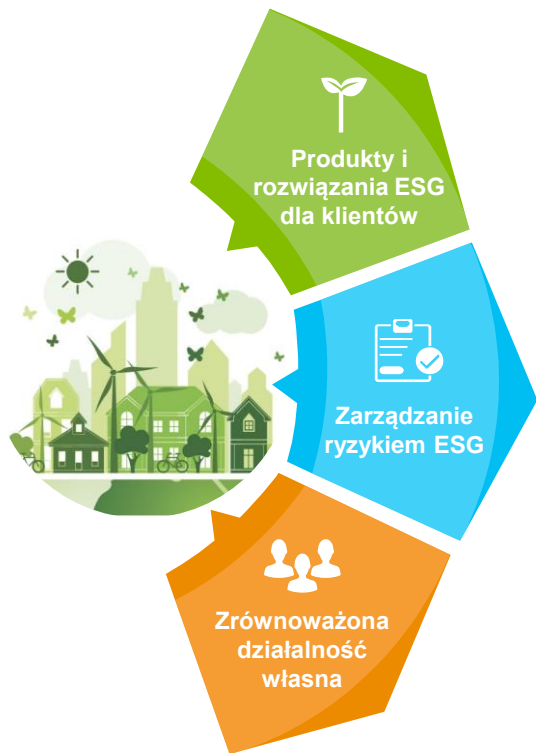 Produkty i
rozwiązania ESG
dla klientów
Zarządzanie
ryzykiem ESG
Zrównoważona
działalność
własna